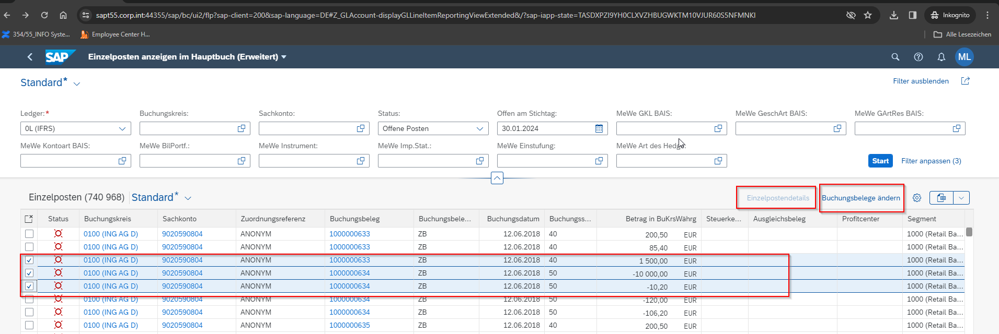 sapt55.corp.int:44355/sap/bc/ui2/flp?sap-client=200&sap-language=DE#Z_GLAccount-displayGLLineItemReportingViewExtended&/?sap-iapp-state=TASDXPZI9YH0CLXVZHBUGWKTM10VJUR60S5NFMNKI
Inkognito
354/55_INFO Syste...
Employee Center H...
Alle Lesezeichen
SAP
Einzelposten anzeigen im Hauptbuch (Erweitert)
ML
Standard*
Filter ausblenden
Ledger:*
Buchungskreis:
Sachkonto:
Status:
Offen am Stichtag:
MeWe GKL BAIS:
MeWe GeschArt BAIS:
MeWe GArtRes BAIS:
0L (IFRS)
Offene Posten
30.01.2024
MeWe Kontoart BAIS:
MeWe BilPortf.:
MeWe Instrument:
MeWe Imp.Stat.:
MeWe Einstufung:
MeWe Art des Hedge:
Start
Filter anpassen (3)
Einzelposten (740 968)
Standard*
Einzelpostendetails
Buchungsbelege ändern
Status Buchungskreis Sachkonto Zuordnungsreferenz Buchungsbeleg Buchungsbele... Buchungsdatum Buchungss... Betrag in BuKrsWährg Steuerke... Ausgleichsbeleg Profitcenter Segment
0100 (ING AG D) 9020590804 ANONYM 1000000633 ZB 12.06.2018 40 200,50 EUR 1000 (Retail Ba...
0100 (ING AG D) 9020590804 ANONYM 1000000633 ZB 12.06.2018 40 85,40 EUR 1000 (Retail Ba...
0100 (ING AG D) 9020590804 ANONYM 1000000633 ZB 12.06.2018 40 1 500,00 EUR 1000 (Retail Ba...
0100 (ING AG D) 9020590804 ANONYM 1000000634 ZB 12.06.2018 50 -10 000,00 EUR 1000 (Retail Ba...
0100 (ING AG D) 9020590804 ANONYM 1000000634 ZB 12.06.2018 50 -10,20 EUR 1000 (Retail Ba...
0100 (ING AG D) 9020590804 ANONYM 1000000634 ZB 12.06.2018 50 -120,00 EUR 1000 (Retail Ba...
0100 (ING AG D) 9020590804 ANONYM 1000000634 ZB 12.06.2018 50 -106,20 EUR 1000 (Retail Ba...
0100 (ING AG D) 9020590804 ANONYM 1000000635 ZB 12.06.2018 40 200,50 EUR 1000 (Retail Ba...